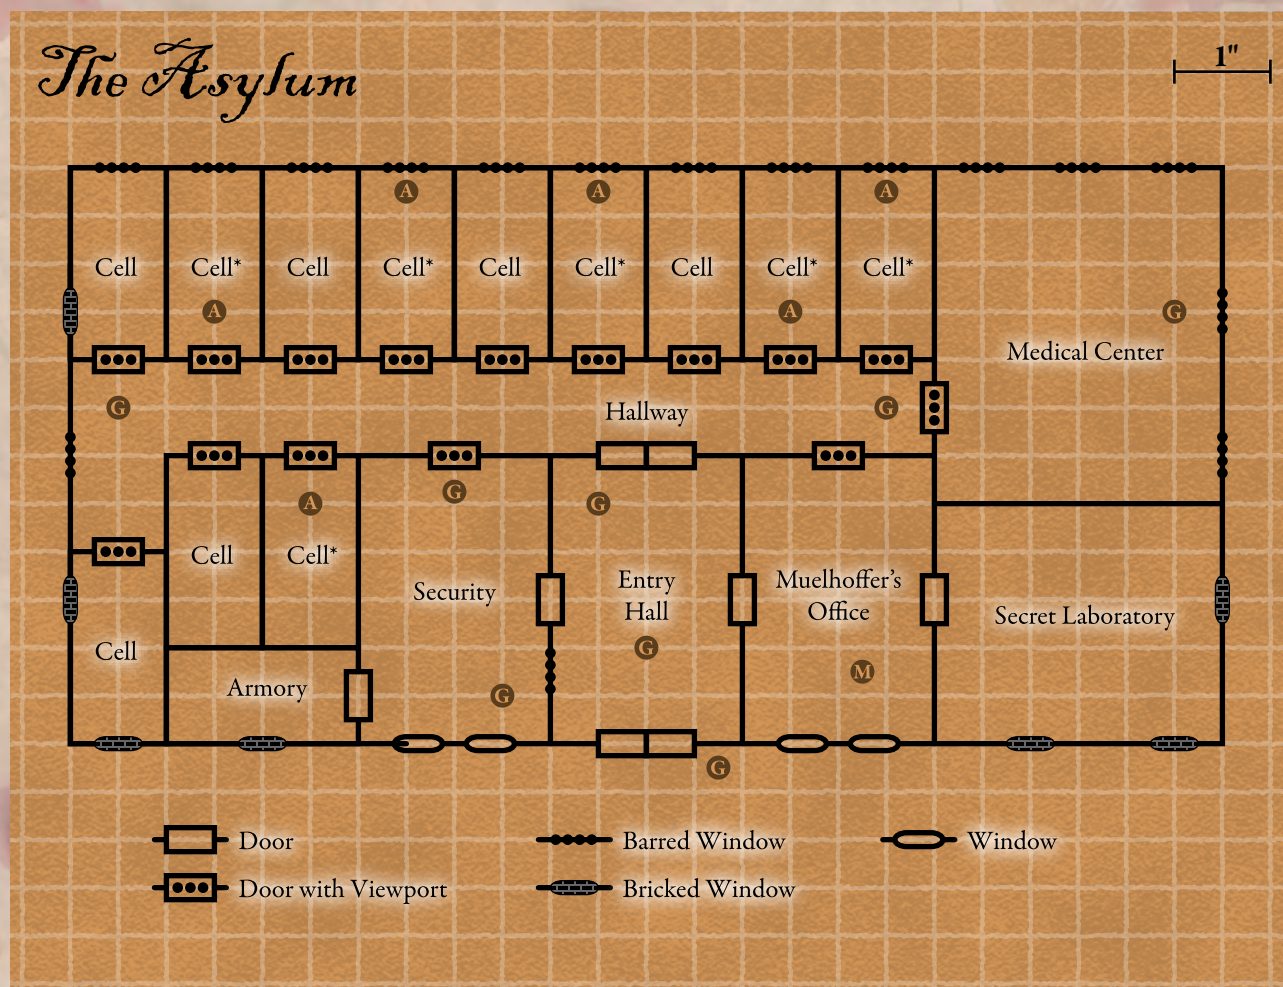 The Asylum
1"
A A A
Cell Cell* Cell Cell* Cell Cell* Cell Cell* Cell*
A A G
Medical Center
G Hallway G
G
A G
Cell Cell* Security Entry Hall Muelhoffer's Office Secret Laboratory
Cell G M
Armory G
G
Door Barred Window Window
Door with Viewport Bricked Window